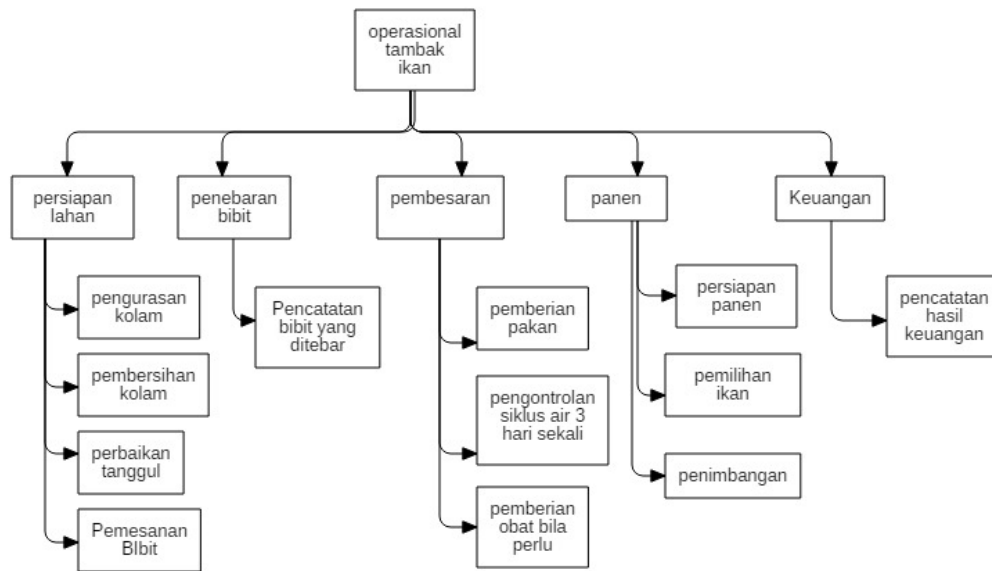 operasional
tambak
ikan
persiapan
lahan
penebaran
bibit
pembesaran
panen
Keuangan
pengurasan
kolam
pembersihan
kolam
perbaikan
tanggul
Pemesanan
BIbit
Pencatatan
bibit yang
ditebar
pemberian
pakan
pengontrolan
siklus air 3
hari sekali
pemberian
obat bila
perlu
persiapan
panen
pemilihan
ikan
penimbangan
pencatatan
hasil
keuangan